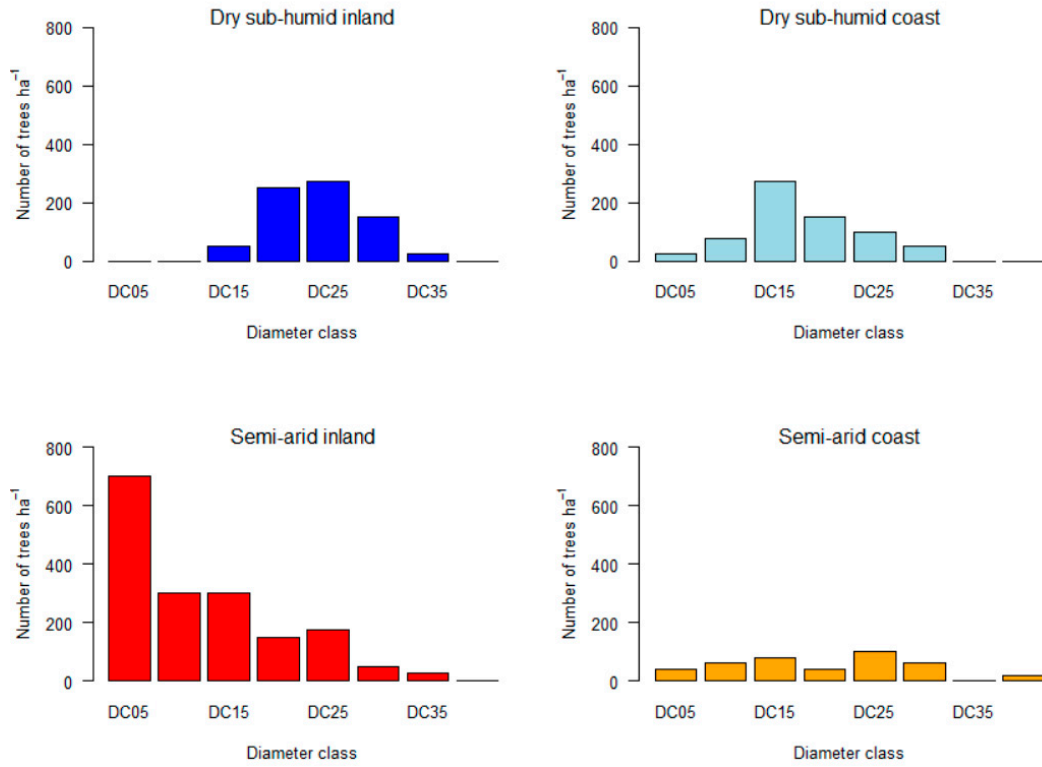 Dry sub-humid inland
800
600
400
200
0
Number of trees ha⁻¹
DC05 DC15 DC25 DC35
Diameter class
Dry sub-humid coast
800
600
400
200
0
Number of trees ha⁻¹
DC05 DC15 DC25 DC35
Diameter class
Semi-arid inland
800
600
400
200
0
Number of trees ha⁻¹
DC05 DC15 DC25 DC35
Diameter class
Semi-arid coast
800
600
400
200
0
Number of trees ha⁻¹
DC05 DC15 DC25 DC35
Diameter class